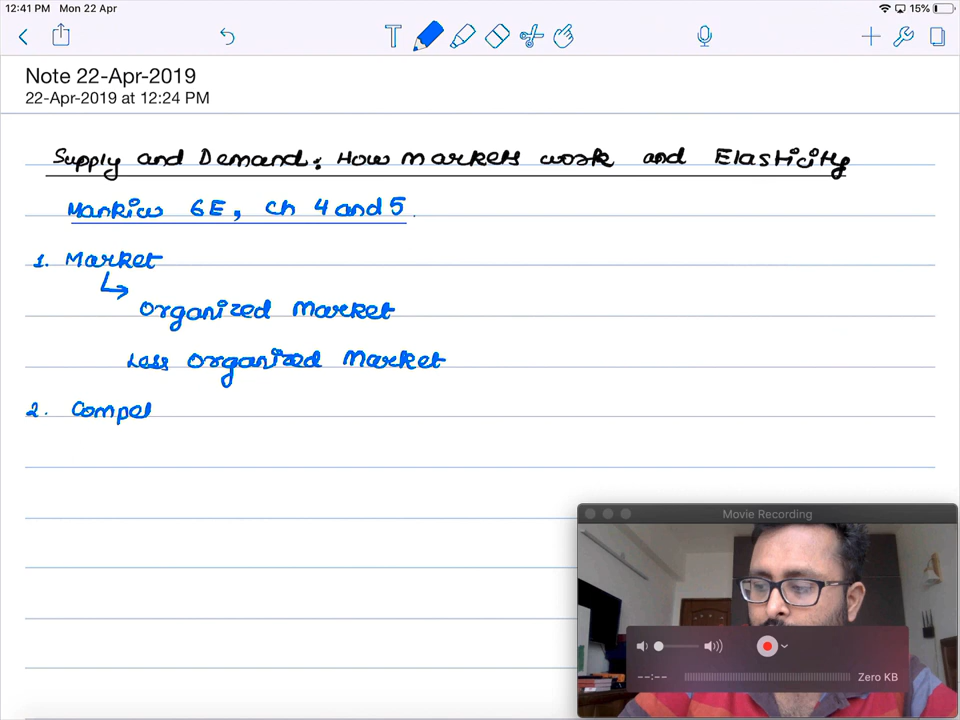 12:41 PM Mon 22 Apr 15%
T
Note 22-Apr-2019
22-Apr-2019 at 12:24 PM
Supply and Demand: How markets work and Elasticity
Mankiw 6E, Ch 4 and 5.
1. Market
Organized Market
Less Organized Market
2. Compet
Movie Recording
--:-- Zero KB